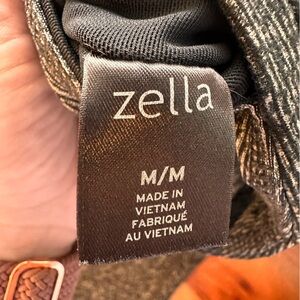 zella
M/M
MADE IN
VIETNAM
FABRIQUÉ
AU VIETNAM